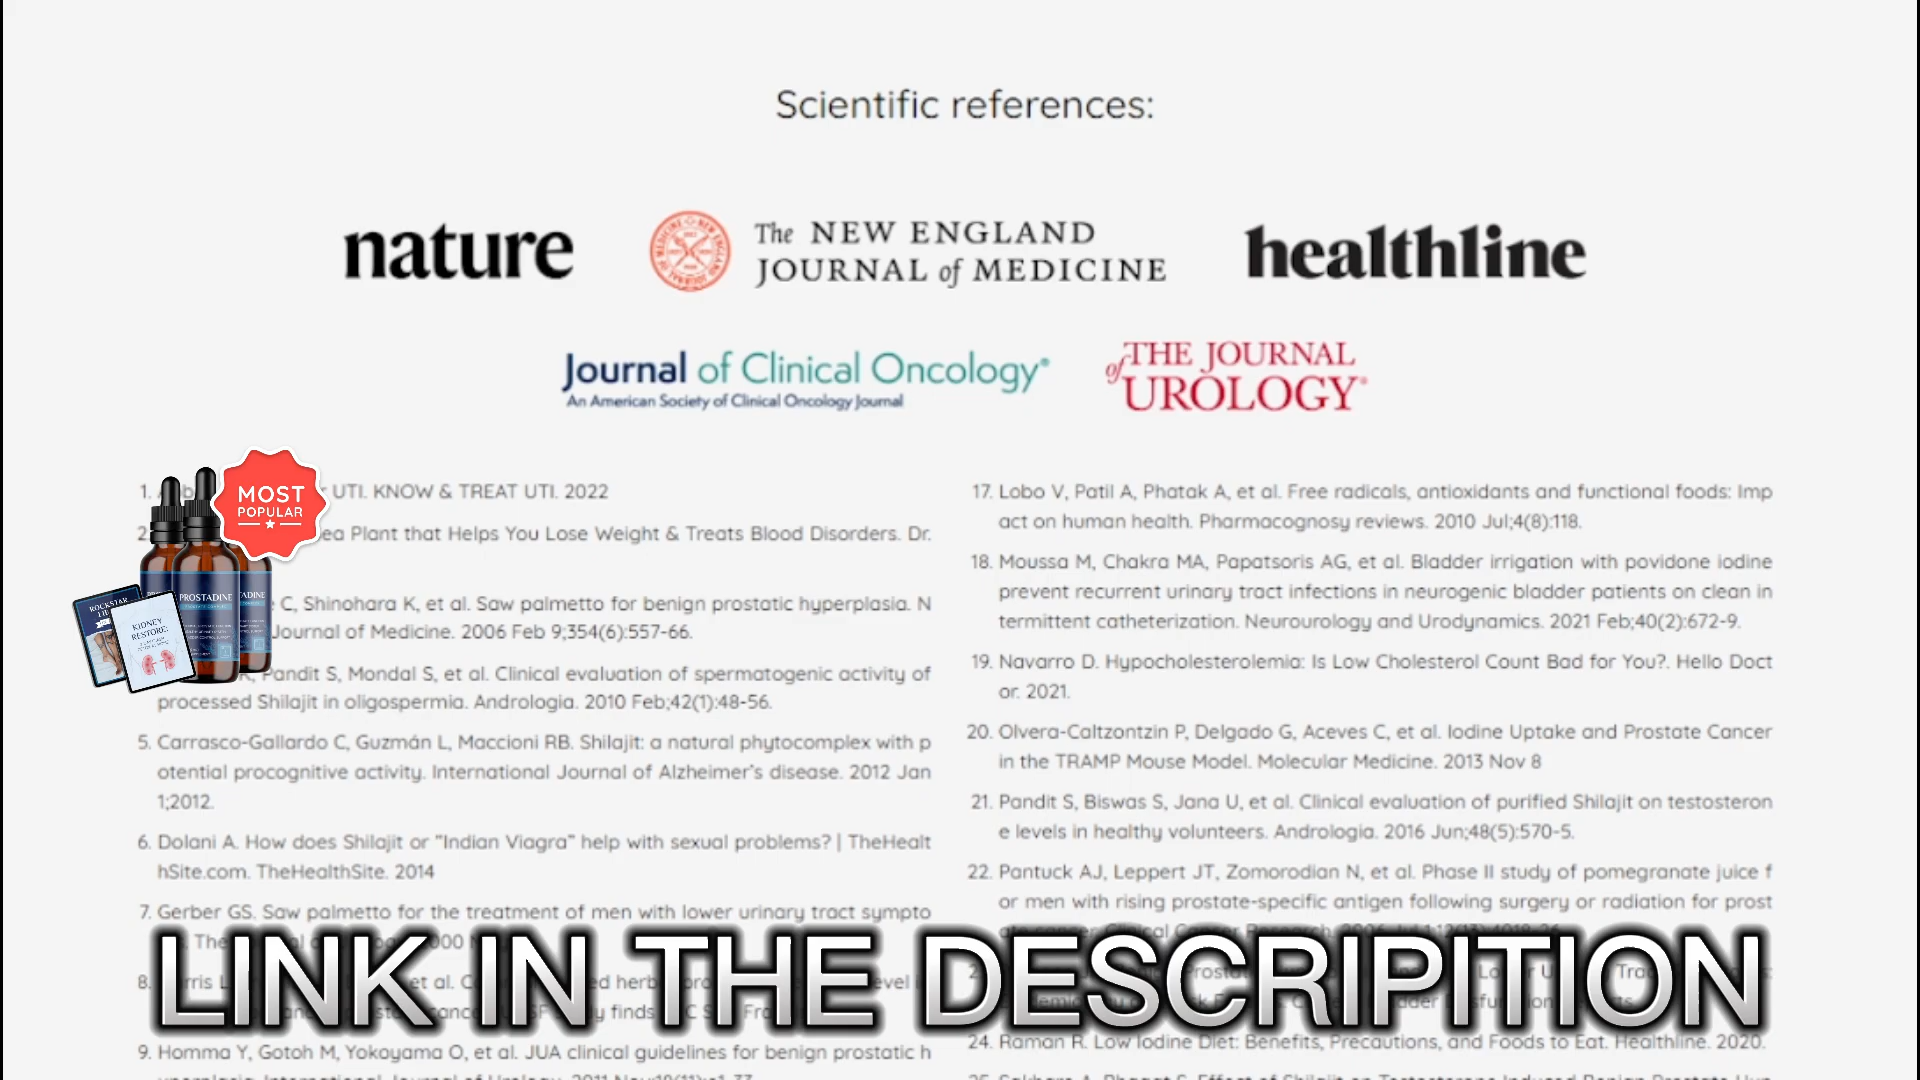 Scientific references:
nature
The NEW ENGLAND
JOURNAL of MEDICINE
healthline
Journal of Clinical Oncology®
An American Society of Clinical Oncology Journal
THE JOURNAL
of UROLOGY®
1. UTI. KNOW & TREAT UTI. 2022
Plant that Helps You Lose Weight & Treats Blood Disorders. Dr.
C, Shinohara K, et al. Saw palmetto for benign prostatic hyperplasia. N
Journal of Medicine. 2006 Feb 9;354(6):557-66.
Pandit S, Mondal S, et al. Clinical evaluation of spermatogenic activity of
processed Shilajit in oligospermia. Andrologia. 2010 Feb;42(1):48-56.
5. Carrasco-Gallardo C, Guzmán L, Maccioni RB. Shilajit: a natural phytocomplex with p
otential procognitive activity. International Journal of Alzheimer's disease. 2012 Jan
1;2012.
6. Dolani A. How does Shilajit or "Indian Viagra" help with sexual problems? | TheHealt
hSite.com. TheHealthSite. 2014
7. Gerber GS. Saw palmetto for the treatment of men with lower urinary tract sympto
8. et al.
9. Homma Y, Gotoh M, Yokoyama O, et al. JUA clinical guidelines for benign prostatic h
17. Lobo V, Patil A, Phatak A, et al. Free radicals, antioxidants and functional foods: Imp
act on human health. Pharmacognosy reviews. 2010 Jul;4(8):118.
18. Moussa M, Chakra MA, Papatsoris AG, et al. Bladder irrigation with povidone iodine
prevent recurrent urinary tract infections in neurogenic bladder patients on clean in
termittent catheterization. Neurourology and Urodynamics. 2021 Feb;40(2):672-9.
19. Navarro D. Hypocholesterolemia: Is Low Cholesterol Count Bad for You?. Hello Doct
or. 2021.
20. Olvera-Caltzontzin P, Delgado G, Aceves C, et al. Iodine Uptake and Prostate Cancer
in the TRAMP Mouse Model. Molecular Medicine. 2013 Nov 8
21. Pandit S, Biswas S, Jana U, et al. Clinical evaluation of purified Shilajit on testosteron
e levels in healthy volunteers. Andrologia. 2016 Jun;48(5):570-5.
22. Pantuck AJ, Leppert JT, Zomorodian N, et al. Phase II study of pomegranate juice f
or men with rising prostate-specific antigen following surgery or radiation for prost
24. Raman R. Low Iodine Diet: Benefits, Precautions, and Foods to Eat. Healthline. 2020.
MOST
POPULAR
PROSTADINE
ROCKSTAR
KIDNEY
RESTORE:
LINK IN THE DESCRIPITION